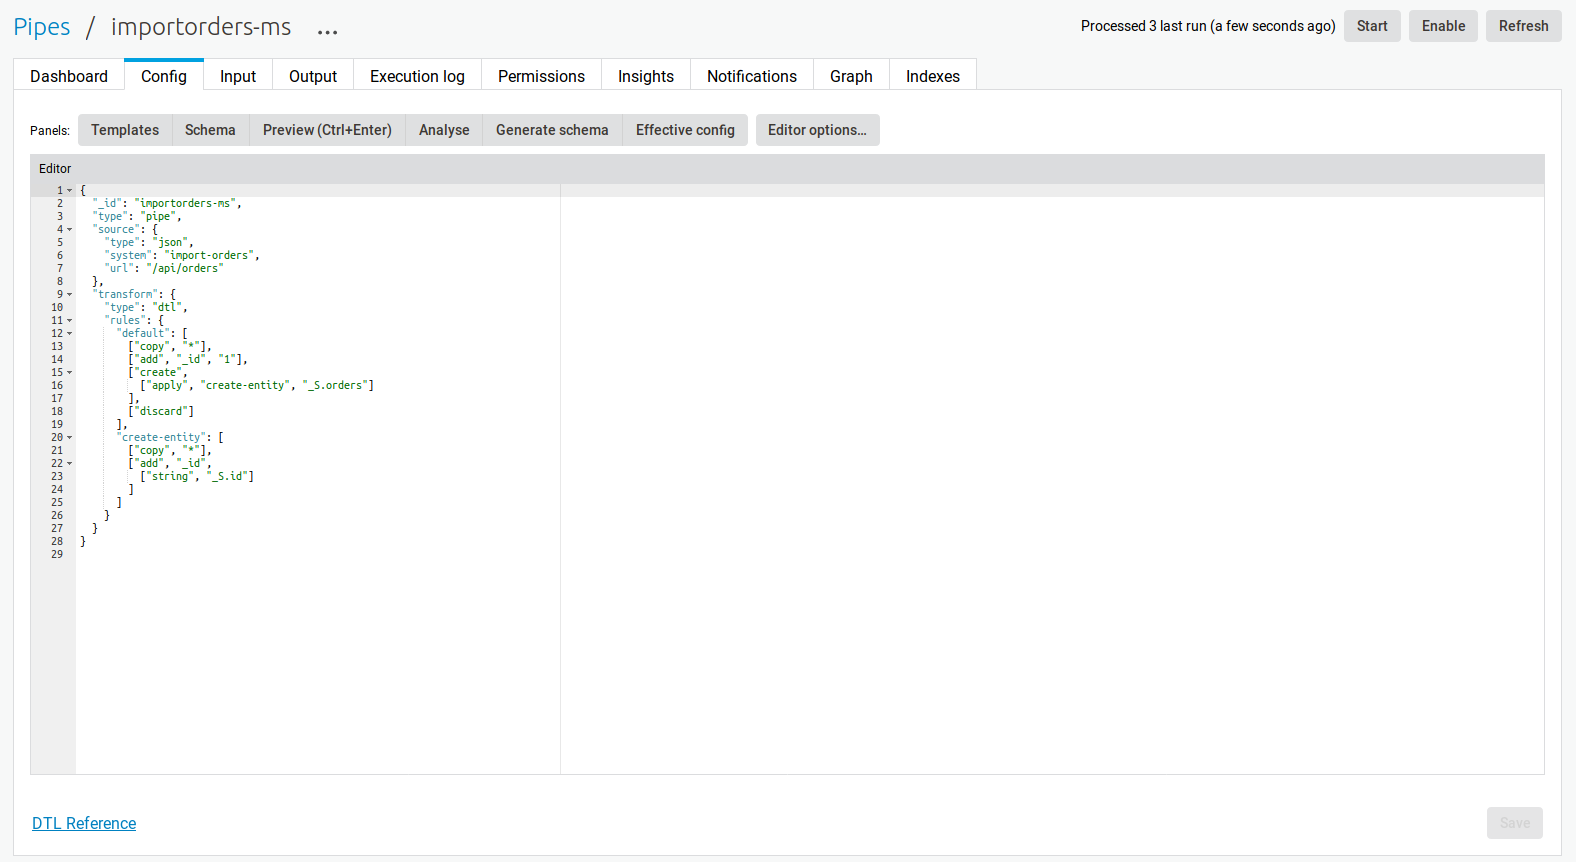 Pipes / importorders-ms ...
Processed 3 last run (a few seconds ago) Start Enable Refresh
Dashboard Config Input Output Execution log Permissions Insights Notifications Graph Indexes
Panels: Templates Schema Preview (Ctrl+Enter) Analyse Generate schema Effective config Editor options...
Editor
1 {
2 "_id": "importorders-ms",
3 "type": "pipe",
4 "source": {
5 "type": "json",
6 "system": "import-orders",
7 "url": "/api/orders"
8 },
9 "transform": {
10 "type": "dtl",
11 "rules": {
12 "default": [
13 ["copy", "*"],
14 ["add", "_id", "1"],
15 ["create",
16 ["apply", "create-entity", "_S.orders"]
17 ],
18 ["discard"]
19 ],
20 "create-entity": [
21 ["copy", "*"],
22 ["add", "_id",
23 ["string", "_S.id"]
24 ]
25 ]
26 }
27 }
28 }
29
DTL Reference
Save